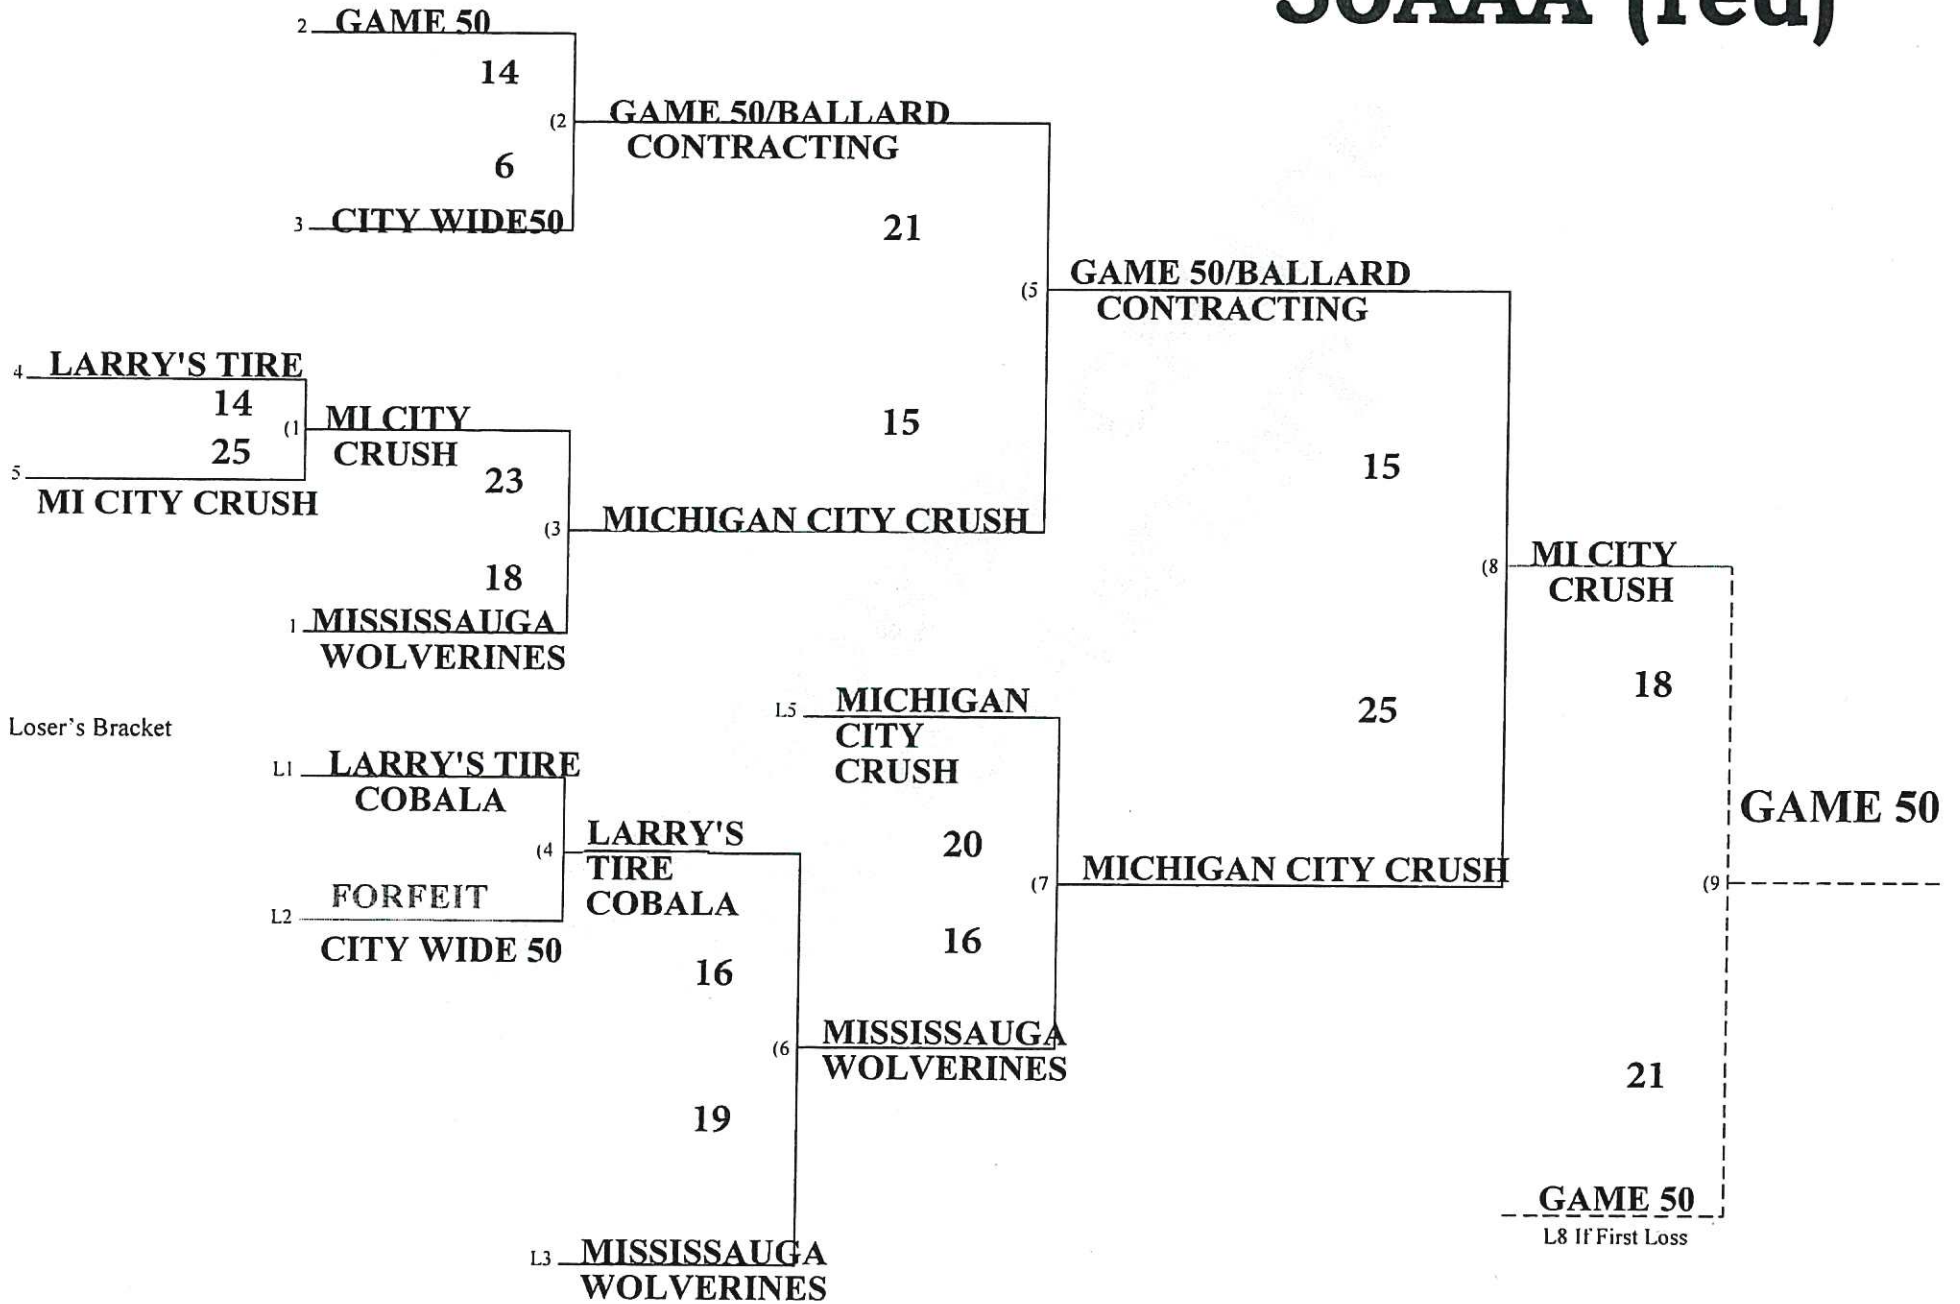 50AAA (red)
2 GAME 50
14
(2 GAME 50/BALLARD
CONTRACTING
6
3 CITY WIDE50
21
(5 GAME 50/BALLARD
CONTRACTING
4 LARRY'S TIRE
14
(1 MI CITY
CRUSH
25
5
MI CITY CRUSH
23
15
15
(3 MICHIGAN CITY CRUSH
18
1 MISSISSAUGA
WOLVERINES
(8 MI CITY
CRUSH
18
Loser's Bracket
L5 MICHIGAN
CITY
CRUSH
25
L1 LARRY'S TIRE
COBALA
(4 LARRY'S
TIRE
COBALA
FORFEIT
L2
CITY WIDE 50
20
(7 MICHIGAN CITY CRUSH
16
16
GAME 50
(9
(6 MISSISSAUGA
WOLVERINES
19
21
GAME 50
L8 If First Loss
L3 MISSISSAUGA
WOLVERINES